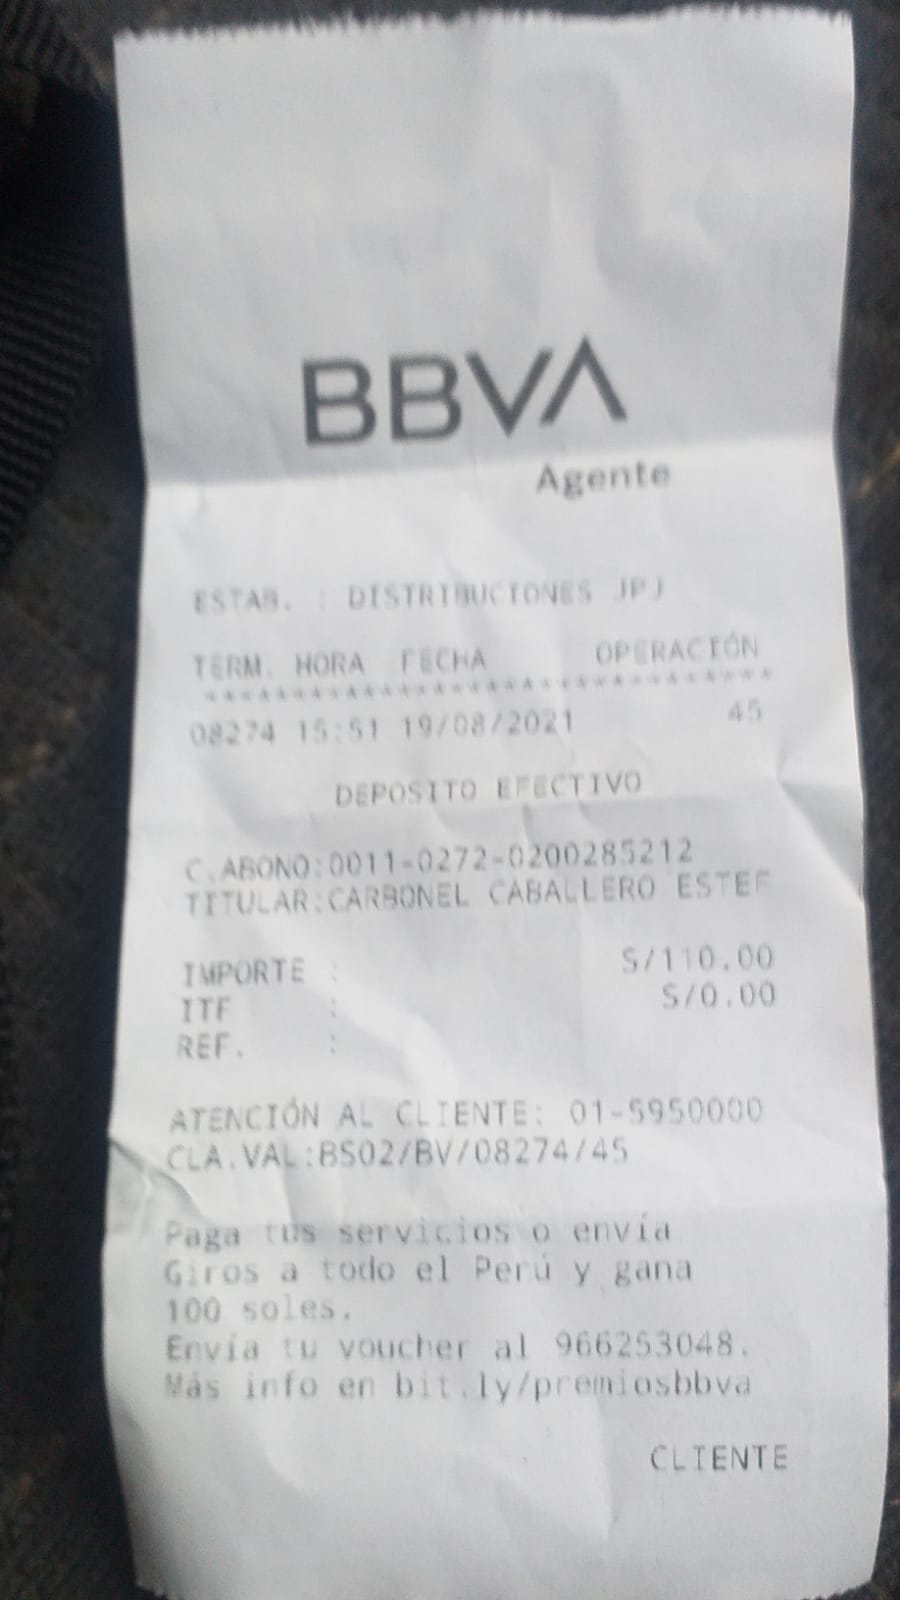 BBVA
Agente
ESTAB. : DISTRIBUCIONES JPJ
TERM. HORA FECHA OPERACIÓN
********************************
08274 15:51 19/08/2021 45
DEPOSITO EFECTIVO
C.ABONO:0011-0272-0200285212
TITULAR:CARBONEL CABALLERO ESTEF
IMPORTE : S/110.00
ITF : S/0.00
REF. :
ATENCIÓN AL CLIENTE: 01-5950000
CLA.VAL:BS02/BV/08274/45
Paga tus servicios o envía
Giros a todo el Perú y gana
100 soles.
Envía tu voucher al 966253048.
Más info en bit.ly/premiosbbva
CLIENTE